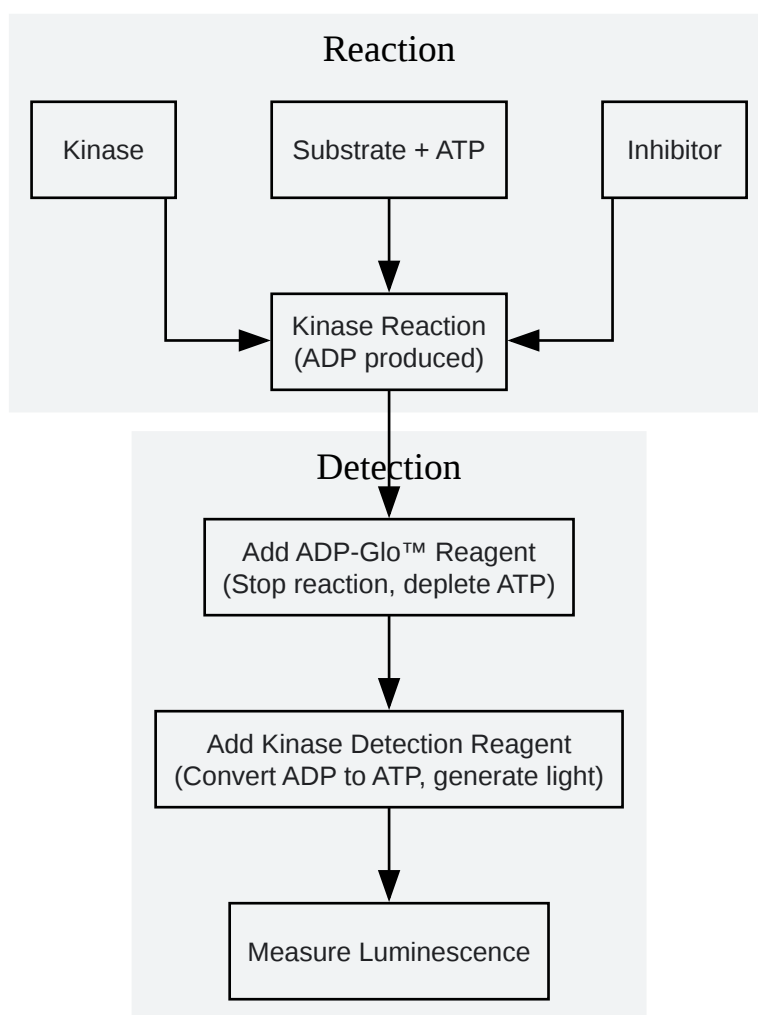 Reaction
Kinase
Substrate + ATP
Inhibitor
Kinase Reaction
(ADP produced)
Detection
Add ADP-Glo™ Reagent
(Stop reaction, deplete ATP)
Add Kinase Detection Reagent
(Convert ADP to ATP, generate light)
Measure Luminescence